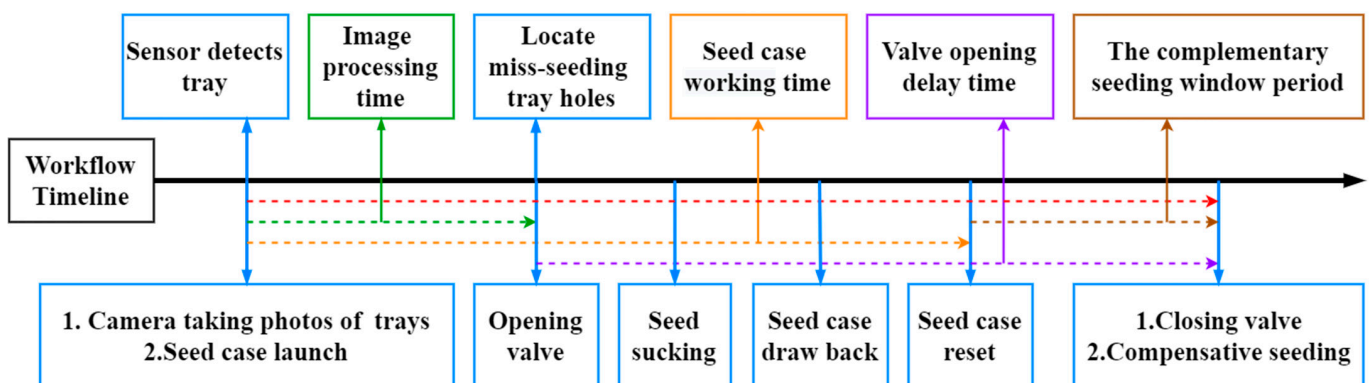 Sensor detects
tray
Image
processing
time
Locate
miss-seeding
tray holes
Seed case
working time
Valve opening
delay time
The complementary
seeding window period
Workflow
Timeline
1. Camera taking photos of trays
2.Seed case launch
Opening
valve
Seed
sucking
Seed case
draw back
Seed case
reset
1.Closing valve
2.Compensative seeding